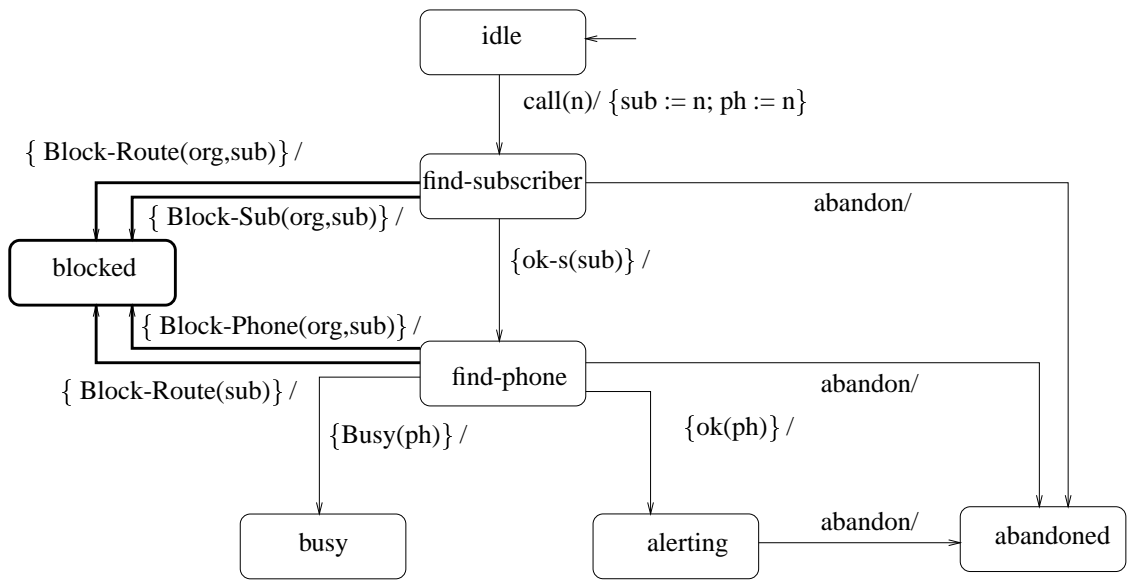 idle
call(n)/ {sub := n; ph := n}
{ Block-Route(org,sub)} /
find-subscriber
abandon/
{ Block-Sub(org,sub)} /
blocked
{ok-s(sub)} /
{ Block-Phone(org,sub)} /
find-phone
abandon/
{ Block-Route(sub)} /
{Busy(ph)} /
{ok(ph)} /
abandon/
busy
alerting
abandoned